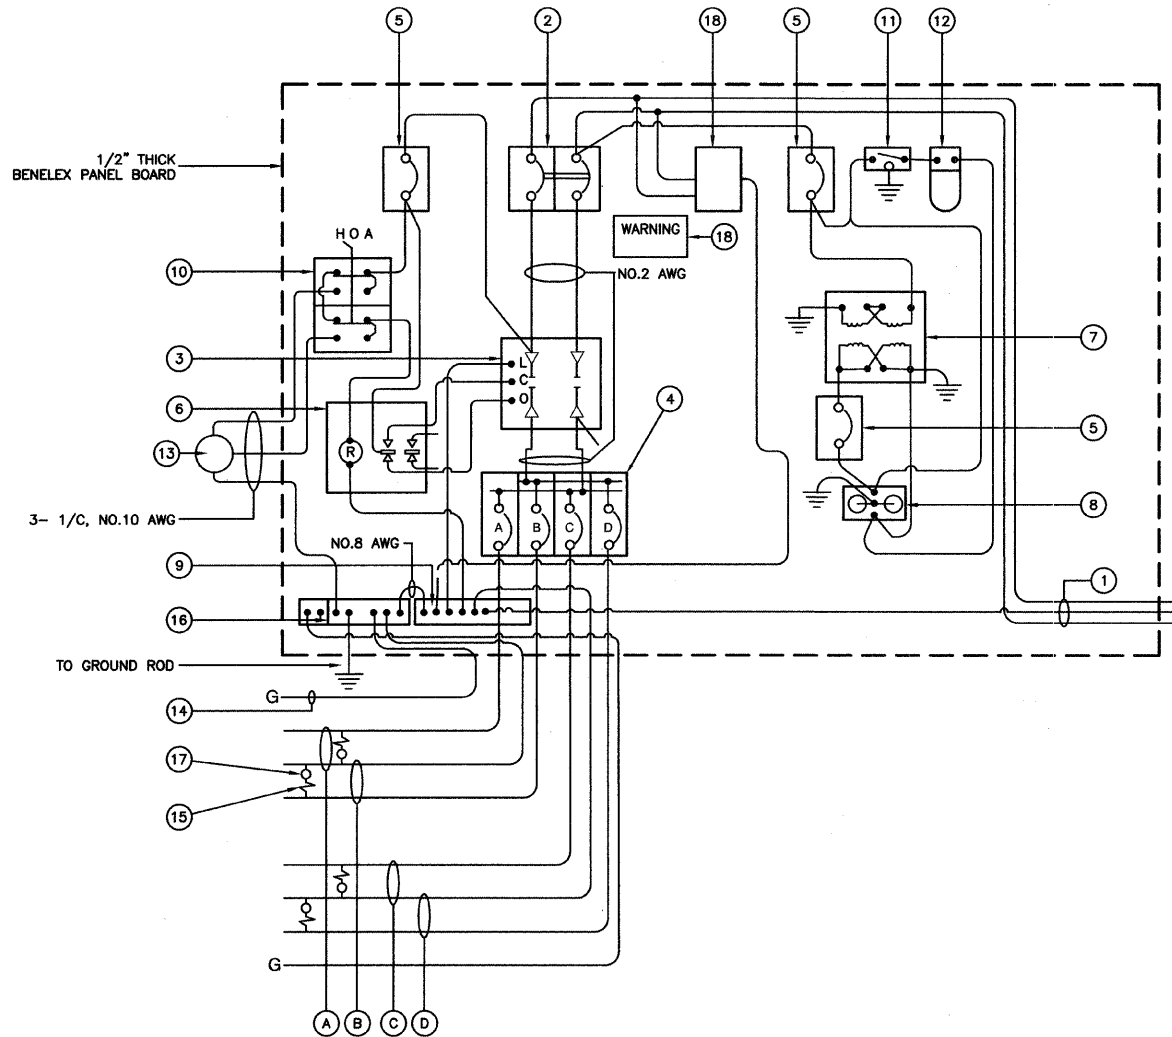 5 2 18 5 11 12
1/2" THICK
BENELEX PANEL BOARD
WARNING
18
H O A
10
NO.2 AWG
7
3
L
C
O
6
4
5
13
R
A B C D
8
3- 1/C, NO.10 AWG
NO.8 AWG
9
1
16
TO GROUND ROD
G
14
17
15
G
A B C D